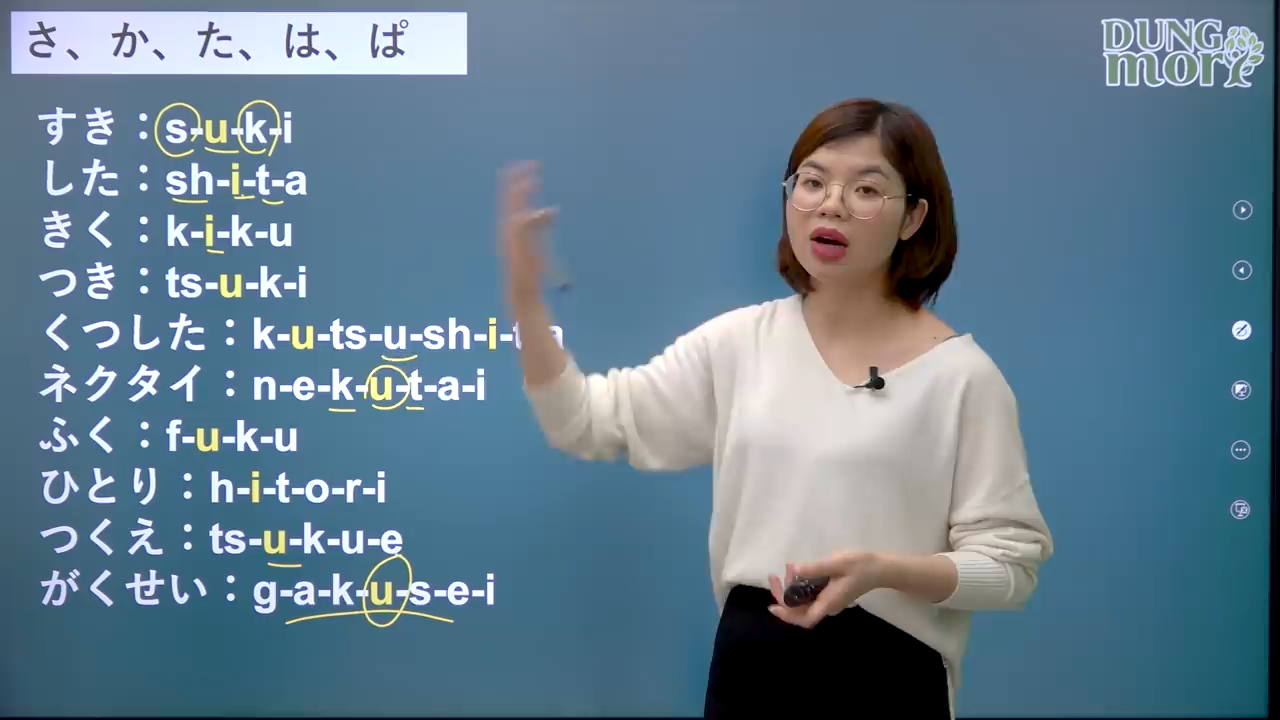 さ、か、た、は、ぱ
DUNG
mori
すき：s-u-k-i
した：sh-i-t-a
きく：k-i-k-u
つき：ts-u-k-i
くつした：k-u-ts-u-sh-i-t-a
ネクタイ：n-e-k-u-t-a-i
ふく：f-u-k-u
ひとり：h-i-t-o-r-i
つくえ：ts-u-k-u-e
がくせい：g-a-k-u-s-e-i